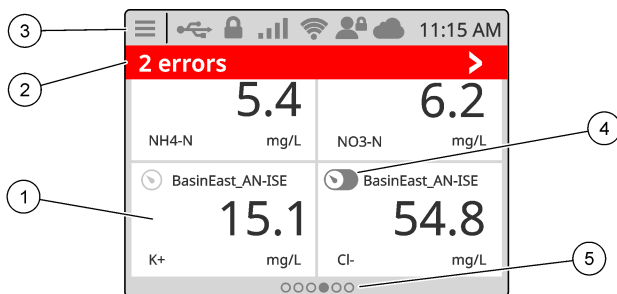 3
11:15 AM
2
2 errors
5.4
6.2
NH4-N mg/L
NO3-N mg/L
4
1
BasinEast_AN-ISE
BasinEast_AN-ISE
15.1
54.8
K+ mg/L
Cl- mg/L
5